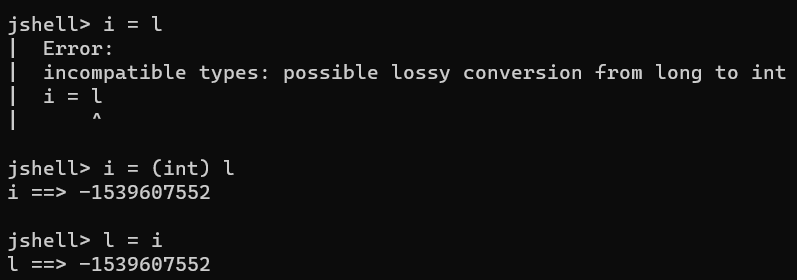 jshell> i = l
|  Error:
|  incompatible types: possible lossy conversion from long to int
|  i = l
|      ^
jshell> i = (int) l
i ==> -1539607552
jshell> l = i
l ==> -1539607552